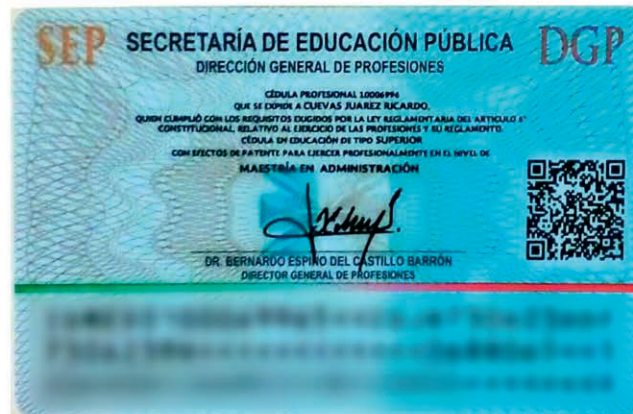 SEP SECRETARÍA DE EDUCACIÓN PÚBLICA DGP
DIRECCIÓN GENERAL DE PROFESIONES
CÉDULA PROFESIONAL 10006994
QUE SE EXPIDE A CUEVAS JUAREZ RICARDO,
QUIEN CUMPLIÓ CON LOS REQUISITOS EXIGIDOS POR LA LEY REGLAMENTARIA DEL ARTICULO 5°
CONSTITUCIONAL, RELATIVO AL EJERCICIO DE LAS PROFESIONES Y SU REGLAMENTO.
CÉDULA EN EDUCACIÓN DE TIPO SUPERIOR
CON EFECTOS DE PATENTE PARA EJERCER PROFESIONALMENTE EN EL NIVEL DE
MAESTRÍA EN ADMINISTRACIÓN
DR. BERNARDO ESPINO DEL CASTILLO BARRÓN
DIRECTOR GENERAL DE PROFESIONES